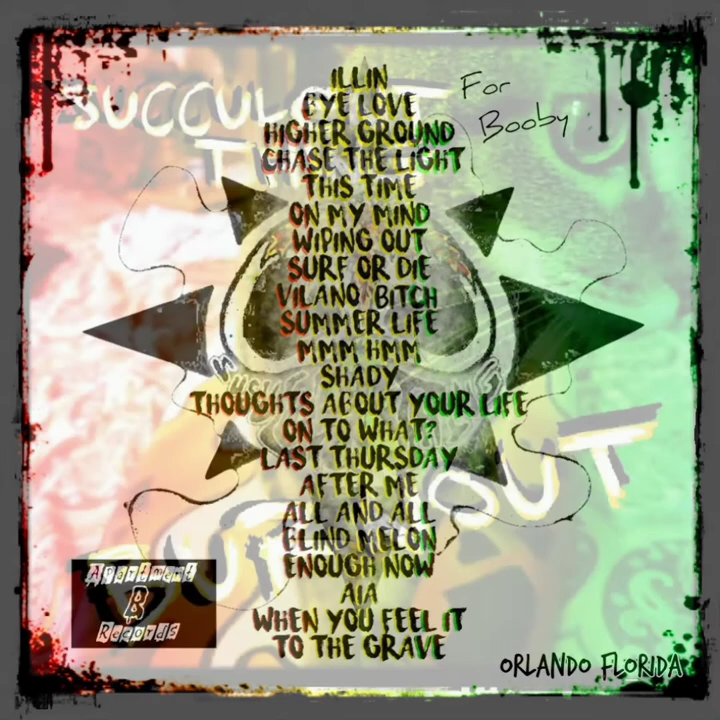 SUCCULENT
For
Booby
ILLIN
BYE LOVE
HIGHER GROUND
CHASE THE LIGHT
THIS TIME
ON MY MIND
WIPING OUT
SURF OR DIE
VILANO BITCH
SUMMER LIFE
MMM HMM
SHADY
THOUGHTS ABOUT YOUR LIFE
ON TO WHAT?
LAST THURSDAY
AFTER ME
ALL AND ALL
BLIND MELON
ENOUGH NOW
AIA
WHEN YOU FEEL IT
TO THE GRAVE
OUT
Apartment
B
Records
ORLANDO FLORIDA